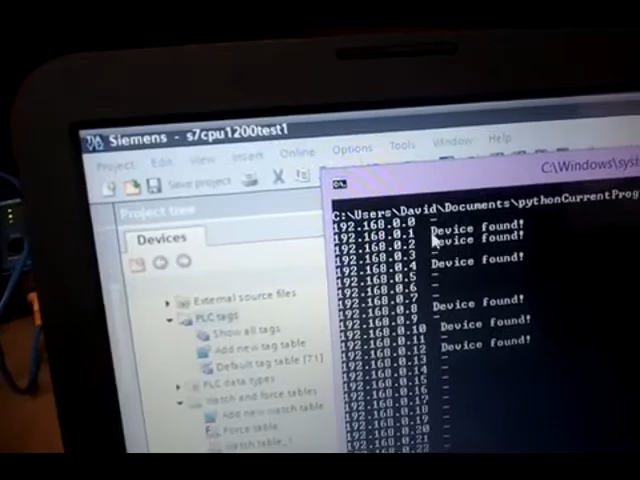 Siemens - s7cpu1200test1
Project Edit View Insert Online Options Tools Window Help
Save project
Project tree
Devices
External source files
PLC tags
Show all tags
Add new tag table
Default tag table [71]
PLC data types
Watch and force tables
Add new watch table
Force table
Watch table_1
C:\Windows\syst
C:\Users\David\Documents\pythonCurrentProg
192.168.0.0 -
192.168.0.1 Device found!
192.168.0.2 Device found!
192.168.0.3 -
192.168.0.4 Device found!
192.168.0.5 -
192.168.0.6 -
192.168.0.7 -
192.168.0.8 Device found!
192.168.0.9 -
192.168.0.10 Device found!
192.168.0.11 -
192.168.0.12 Device found!
192.168.0.13 -
192.168.0.14 -
192.168.0.15 -
192.168.0.16 -
192.168.0.17 -
192.168.0.18 -
192.168.0.19 -
192.168.0.20 -
192.168.0.21 -
192.168.0.22 -